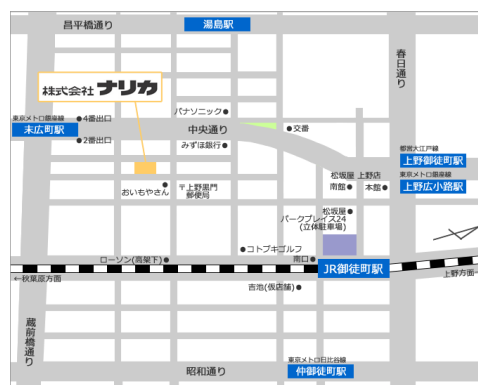 昌平橋通り
湯島駅
春日通り
株式会社 ナリカ
パナソニック
東京メトロ銀座線
末広町駅
4番出口
2番出口
中央通り
交番
みずほ銀行
都営大江戸線
上野御徒町駅
東京メトロ銀座線
上野広小路駅
松坂屋 上野店
南館
本館
おいもやさん
〒上野黒門
郵便局
松坂屋
パークプレイス24
(立体駐車場)
コトブキゴルフ
ローソン(高架下)
南口
JR御徒町駅
←秋葉原方面
上野方面→
吉池(仮店舗)
蔵前橋通り
昭和通り
東京メトロ日比谷線
仲御徒町駅